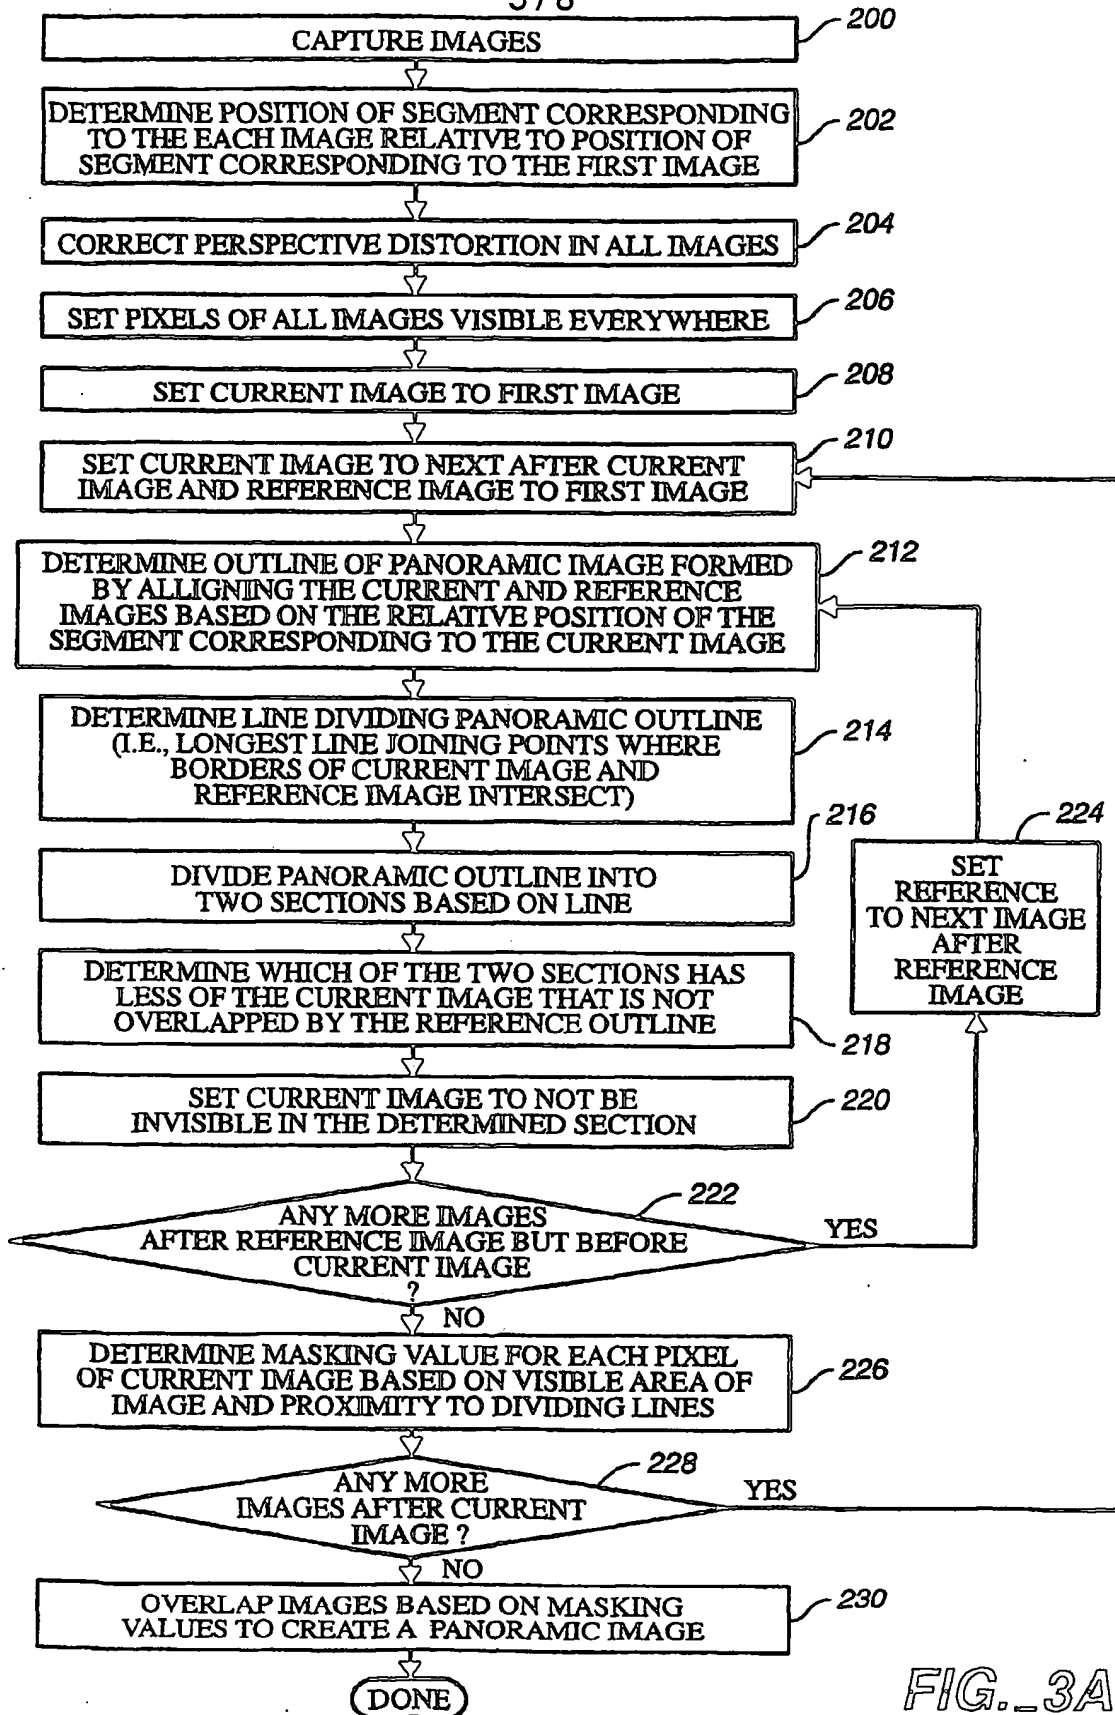 3/8
200
CAPTURE IMAGES
DETERMINE POSITION OF SEGMENT CORRESPONDING
TO THE EACH IMAGE RELATIVE TO POSITION OF
SEGMENT CORRESPONDING TO THE FIRST IMAGE
202
CORRECT PERSPECTIVE DISTORTION IN ALL IMAGES
204
SET PIXELS OF ALL IMAGES VISIBLE EVERYWHERE
206
SET CURRENT IMAGE TO FIRST IMAGE
208
SET CURRENT IMAGE TO NEXT AFTER CURRENT
IMAGE AND REFERENCE IMAGE TO FIRST IMAGE
210
DETERMINE OUTLINE OF PANORAMIC IMAGE FORMED
BY ALLIGNING THE CURRENT AND REFERENCE
IMAGES BASED ON THE RELATIVE POSITION OF THE
SEGMENT CORRESPONDING TO THE CURRENT IMAGE
212
DETERMINE LINE DIVIDING PANORAMIC OUTLINE
(I.E., LONGEST LINE JOINING POINTS WHERE
BORDERS OF CURRENT IMAGE AND
REFERENCE IMAGE INTERSECT)
214
DIVIDE PANORAMIC OUTLINE INTO
TWO SECTIONS BASED ON LINE
216
224
SET
REFERENCE
TO NEXT IMAGE
AFTER
REFERENCE
IMAGE
DETERMINE WHICH OF THE TWO SECTIONS HAS
LESS OF THE CURRENT IMAGE THAT IS NOT
OVERLAPPED BY THE REFERENCE OUTLINE
218
SET CURRENT IMAGE TO NOT BE
INVISIBLE IN THE DETERMINED SECTION
220
ANY MORE IMAGES
AFTER REFERENCE IMAGE BUT BEFORE
CURRENT IMAGE
?
222
YES
NO
DETERMINE MASKING VALUE FOR EACH PIXEL
OF CURRENT IMAGE BASED ON VISIBLE AREA OF
IMAGE AND PROXIMITY TO DIVIDING LINES
226
ANY MORE
IMAGES AFTER CURRENT
IMAGE ?
228
YES
NO
OVERLAP IMAGES BASED ON MASKING
VALUES TO CREATE A PANORAMIC IMAGE
230
DONE
FIG._3A